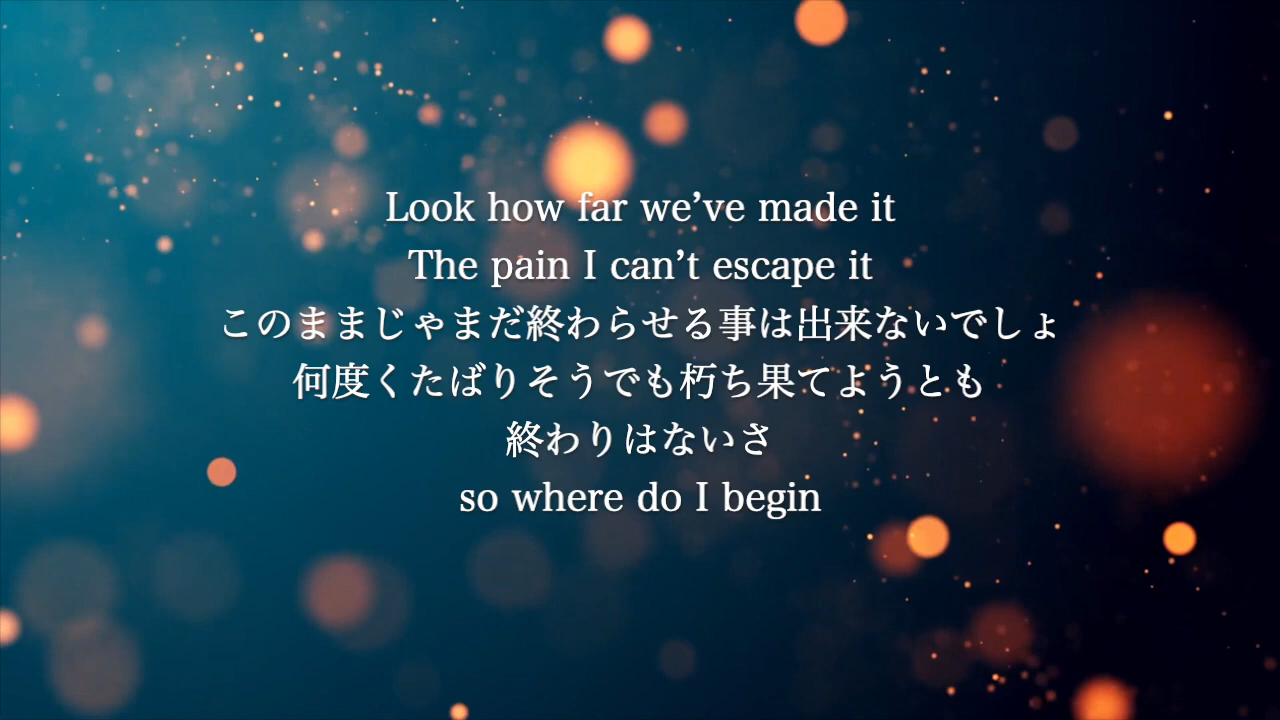 Look how far we’ve made it
The pain I can’t escape it
このままじゃまだ終わらせる事は出来ないでしょ
何度くたばりそうでも朽ち果てようとも
終わりはないさ
so where do I begin